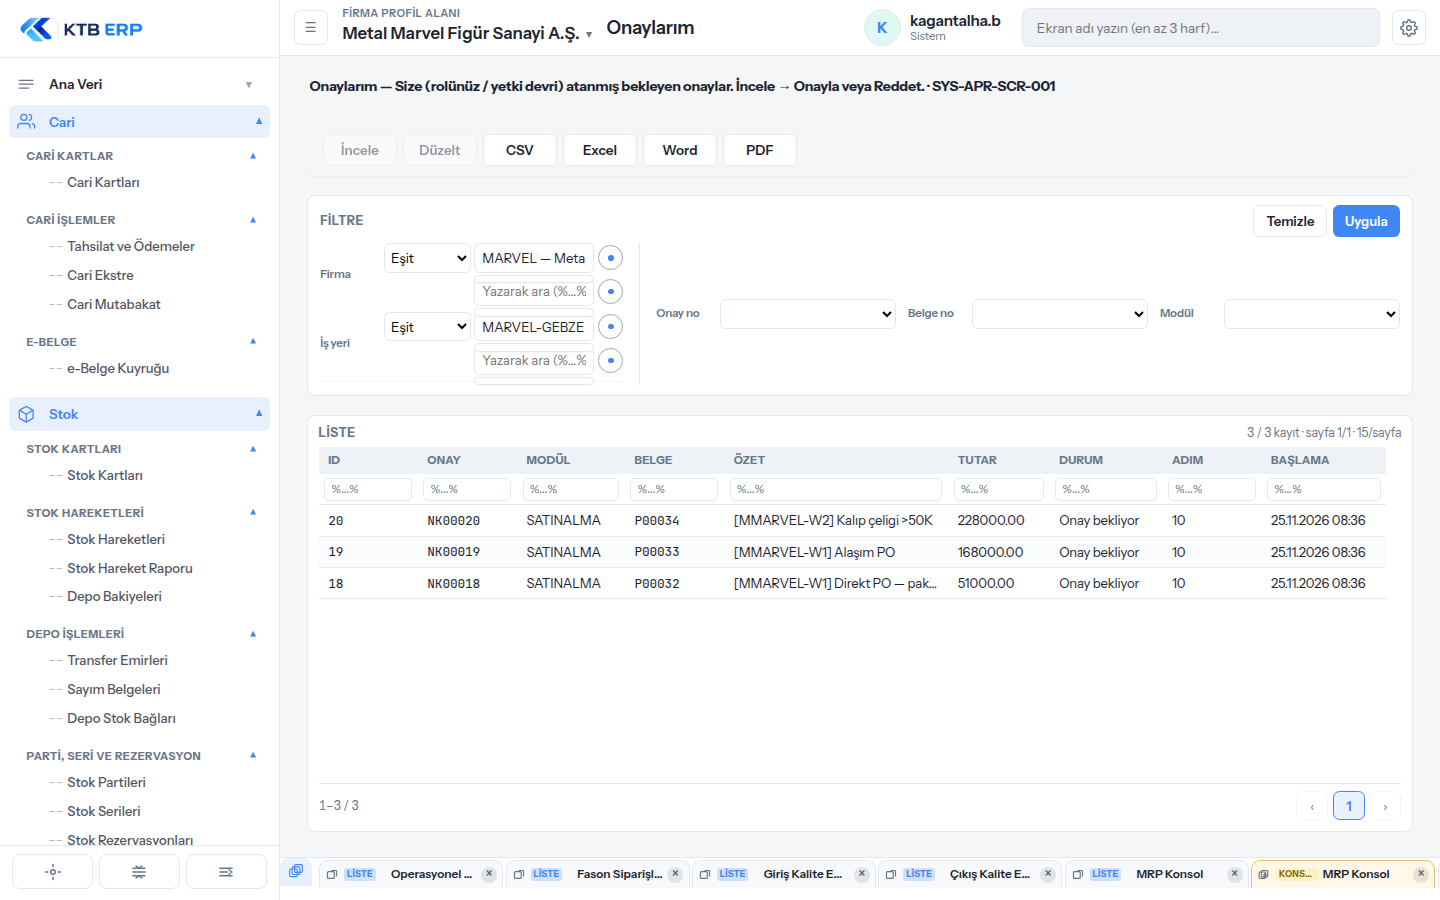 KTB ERP
Ana Veri
Cari
CARİ KARTLAR
Cari Kartları
CARİ İŞLEMLER
Tahsilat ve Ödemeler
Cari Ekstre
Cari Mutabakat
E-BELGE
e-Belge Kuyruğu
Stok
STOK KARTLARI
Stok Kartları
STOK HAREKETLERİ
Stok Hareketleri
Stok Hareket Raporu
Depo Bakiyeleri
DEPO İŞLEMLERİ
Transfer Emirleri
Sayım Belgeleri
Depo Stok Bağları
PARTİ, SERİ VE REZERVASYON
Stok Partileri
Stok Serileri
Stok Rezervasyonları
FİRMA PROFİL ALANI
Metal Marvel Figür Sanayi A.Ş. ▾
Onaylarım
K
kagantalha.b
Sistem
Ekran adı yazın (en az 3 harf)...
Onaylarım — Size (rolünüz / yetki devri) atanmış bekleyen onaylar. İncele → Onayla veya Reddet. · SYS-APR-SCR-001
İncele Düzelt CSV Excel Word PDF
FİLTRE
Temizle Uygula
Firma Eşit MARVEL — Meta
Yazarak ara (%...%
İş yeri Eşit MARVEL-GEBZE
Yazarak ara (%...%
Onay no Belge no Modül
LİSTE
3 / 3 kayıt · sayfa 1/1 · 15/sayfa
ID ONAY MODÜL BELGE ÖZET TUTAR DURUM ADIM BAŞLAMA
%...% %...% %...% %...% %...% %...% %...% %...% %...%
20 NK00020 SATINALMA P00034 [MMARVEL-W2] Kalıp çeligi >50K 228000.00 Onay bekliyor 10 25.11.2026 08:36
19 NK00019 SATINALMA P00033 [MMARVEL-W1] Alaşım PO 168000.00 Onay bekliyor 10 25.11.2026 08:36
18 NK00018 SATINALMA P00032 [MMARVEL-W1] Direkt PO — pak... 51000.00 Onay bekliyor 10 25.11.2026 08:36
1–3 / 3
‹ 1 ›
LİSTE Operasyonel ... ×
LİSTE Fason Siparişl... ×
LİSTE Giriş Kalite E... ×
LİSTE Çıkış Kalite E... ×
LİSTE MRP Konsol ×
KONS... MRP Konsol ×